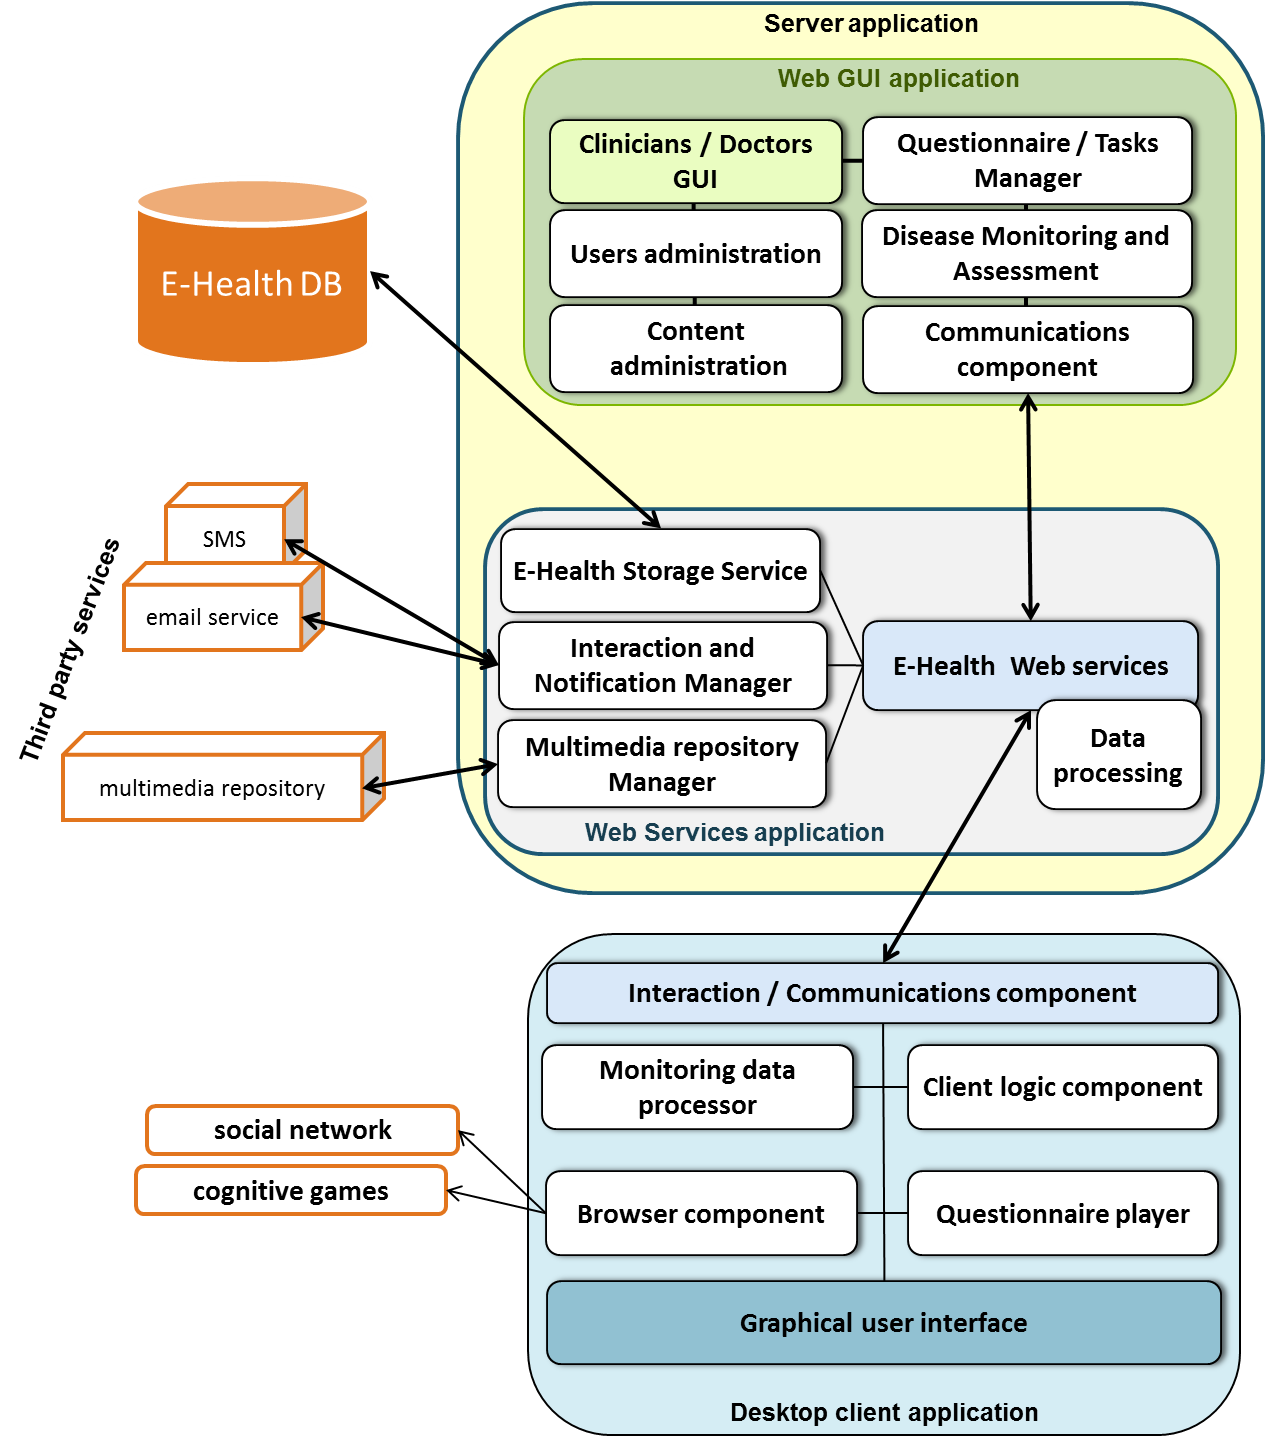 Server application
Web GUI application
Clinicians / Doctors
GUI
Questionnaire / Tasks
Manager
Users administration
Disease Monitoring and
Assessment
Content
administration
Communications
component
E-Health DB
Third party services
SMS
email service
multimedia repository
E-Health Storage Service
Interaction and
Notification Manager
Multimedia repository
Manager
E-Health Web services
Data
processing
Web Services application
Interaction / Communications component
Monitoring data
processor
Client logic component
social network
cognitive games
Browser component
Questionnaire player
Graphical user interface
Desktop client application